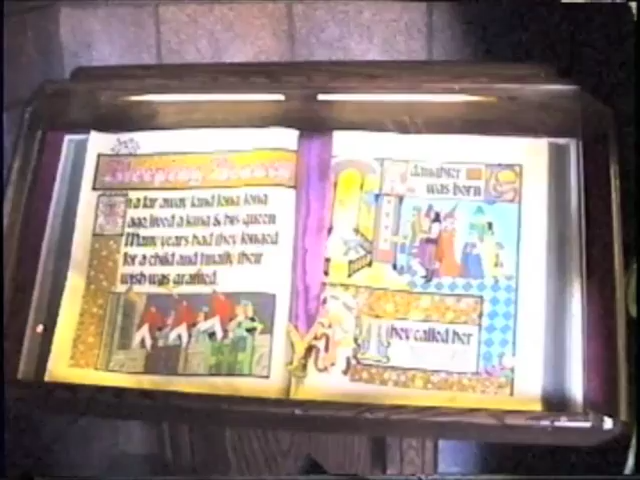 Sleeping Beauty
In a far away land long long
ago, lived a king & his queen
Many years had they longed
for a child and finally their
wish was granted.
A daughter
was born
They called her